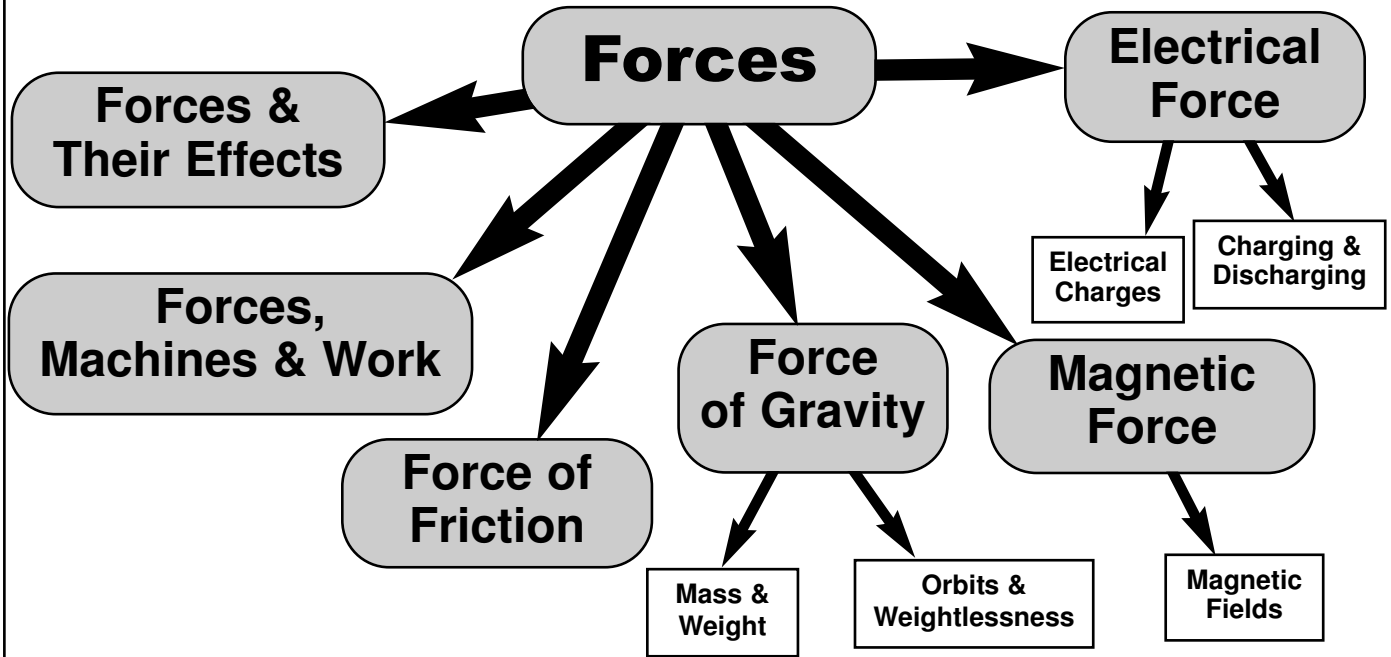 Forces
Electrical
Force
Forces &
Their Effects
Electrical
Charges
Charging &
Discharging
Forces,
Machines & Work
Force
of Gravity
Magnetic
Force
Force of
Friction
Mass &
Weight
Orbits &
Weightlessness
Magnetic
Fields